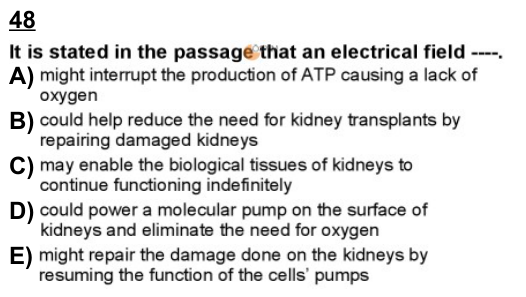 48
It is stated in the passage that an electrical field ----.
A) might interrupt the production of ATP causing a lack of
oxygen
B) could help reduce the need for kidney transplants by
repairing damaged kidneys
C) may enable the biological tissues of kidneys to
continue functioning indefinitely
D) could power a molecular pump on the surface of
kidneys and eliminate the need for oxygen
E) might repair the damage done on the kidneys by
resuming the function of the cells' pumps